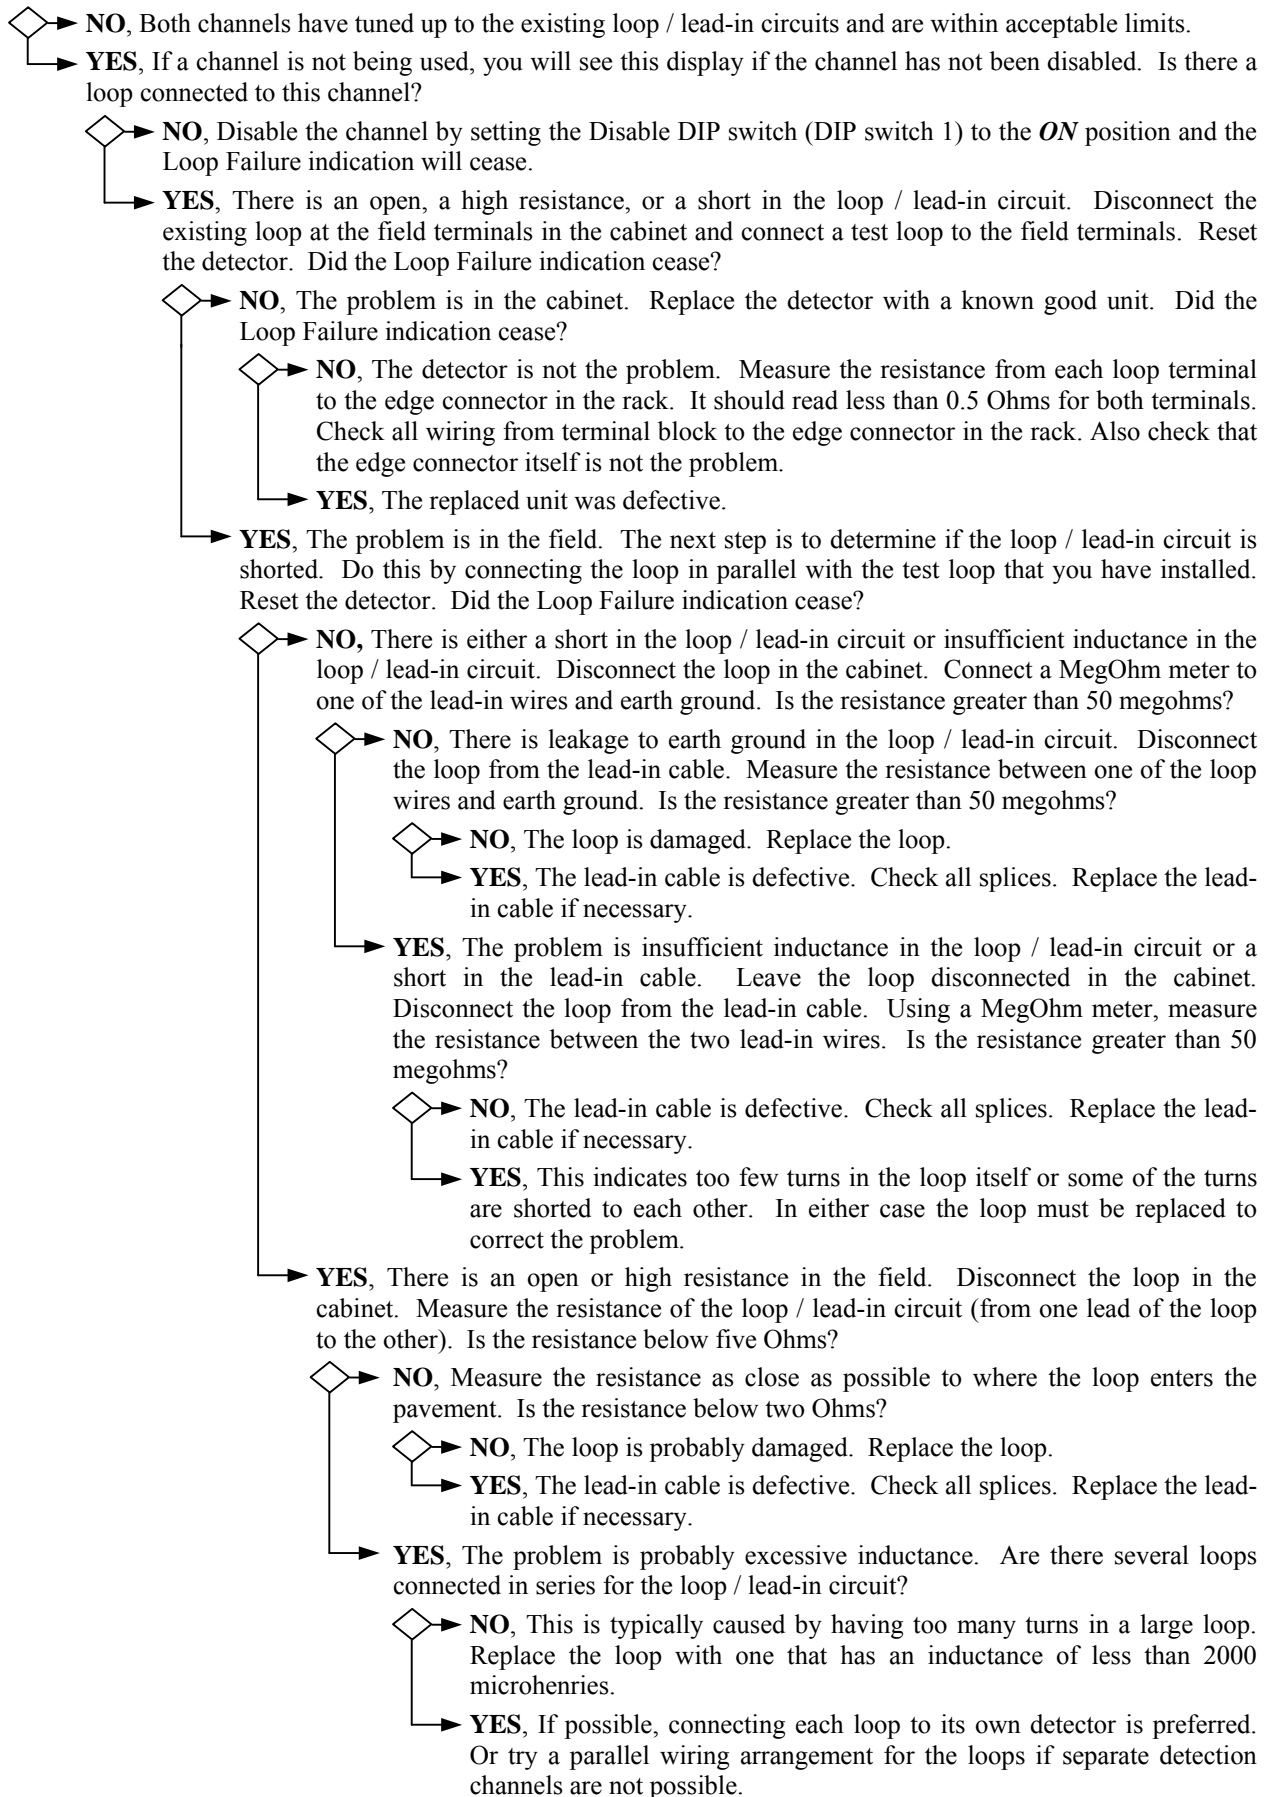 NO, Both channels have tuned up to the existing loop / lead-in circuits and are within acceptable limits.
YES, If a channel is not being used, you will see this display if the channel has not been disabled. Is there a
loop connected to this channel?
NO, Disable the channel by setting the Disable DIP switch (DIP switch 1) to the ON position and the
Loop Failure indication will cease.
YES, There is an open, a high resistance, or a short in the loop / lead-in circuit. Disconnect the
existing loop at the field terminals in the cabinet and connect a test loop to the field terminals. Reset
the detector. Did the Loop Failure indication cease?
NO, The problem is in the cabinet. Replace the detector with a known good unit. Did the
Loop Failure indication cease?
NO, The detector is not the problem. Measure the resistance from each loop terminal
to the edge connector in the rack. It should read less than 0.5 Ohms for both terminals.
Check all wiring from terminal block to the edge connector in the rack. Also check that
the edge connector itself is not the problem.
YES, The replaced unit was defective.
YES, The problem is in the field. The next step is to determine if the loop / lead-in circuit is
shorted. Do this by connecting the loop in parallel with the test loop that you have installed.
Reset the detector. Did the Loop Failure indication cease?
NO, There is either a short in the loop / lead-in circuit or insufficient inductance in the
loop / lead-in circuit. Disconnect the loop in the cabinet. Connect a MegOhm meter to
one of the lead-in wires and earth ground. Is the resistance greater than 50 megohms?
NO, There is leakage to earth ground in the loop / lead-in circuit. Disconnect
the loop from the lead-in cable. Measure the resistance between one of the loop
wires and earth ground. Is the resistance greater than 50 megohms?
NO, The loop is damaged. Replace the loop.
YES, The lead-in cable is defective. Check all splices. Replace the lead-
in cable if necessary.
YES, The problem is insufficient inductance in the loop / lead-in circuit or a
short in the lead-in cable. Leave the loop disconnected in the cabinet.
Disconnect the loop from the lead-in cable. Using a MegOhm meter, measure
the resistance between the two lead-in wires. Is the resistance greater than 50
megohms?
NO, The lead-in cable is defective. Check all splices. Replace the lead-
in cable if necessary.
YES, This indicates too few turns in the loop itself or some of the turns
are shorted to each other. In either case the loop must be replaced to
correct the problem.
YES, There is an open or high resistance in the field. Disconnect the loop in the
cabinet. Measure the resistance of the loop / lead-in circuit (from one lead of the loop
to the other). Is the resistance below five Ohms?
NO, Measure the resistance as close as possible to where the loop enters the
pavement. Is the resistance below two Ohms?
NO, The loop is probably damaged. Replace the loop.
YES, The lead-in cable is defective. Check all splices. Replace the lead-
in cable if necessary.
YES, The problem is probably excessive inductance. Are there several loops
connected in series for the loop / lead-in circuit?
NO, This is typically caused by having too many turns in a large loop.
Replace the loop with one that has an inductance of less than 2000
microhenries.
YES, If possible, connecting each loop to its own detector is preferred.
Or try a parallel wiring arrangement for the loops if separate detection
channels are not possible.